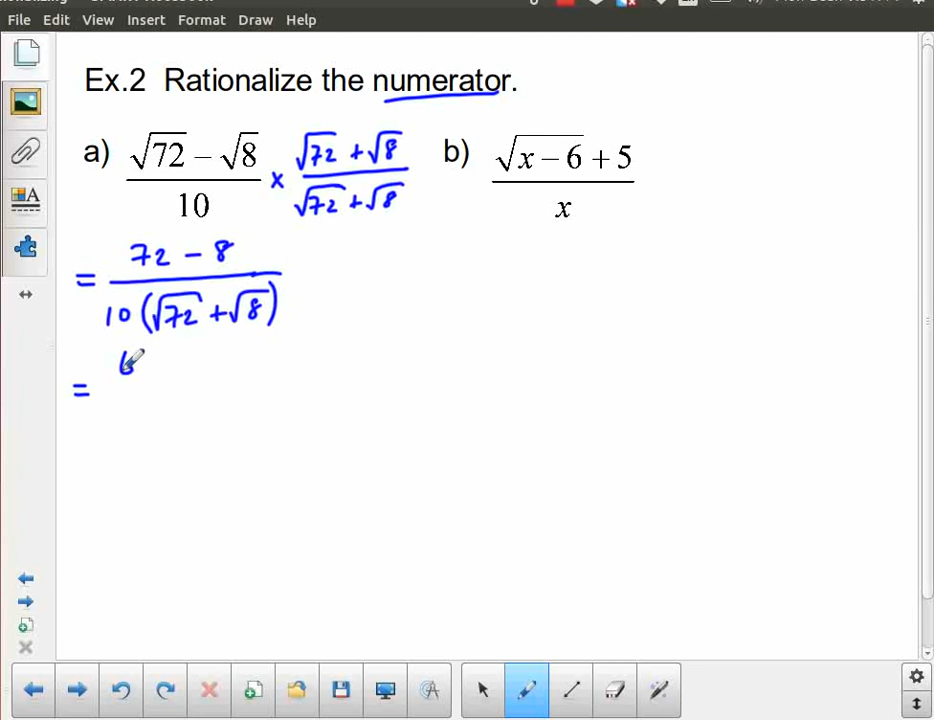 File Edit View Insert Format Draw Help
Ex.2 Rationalize the numerator.
a) (√72 − √8)/10 × (√72 + √8)/(√72 + √8)
b) (√(x − 6) + 5)/x
= (72 − 8)/(10(√72 + √8))
= 6